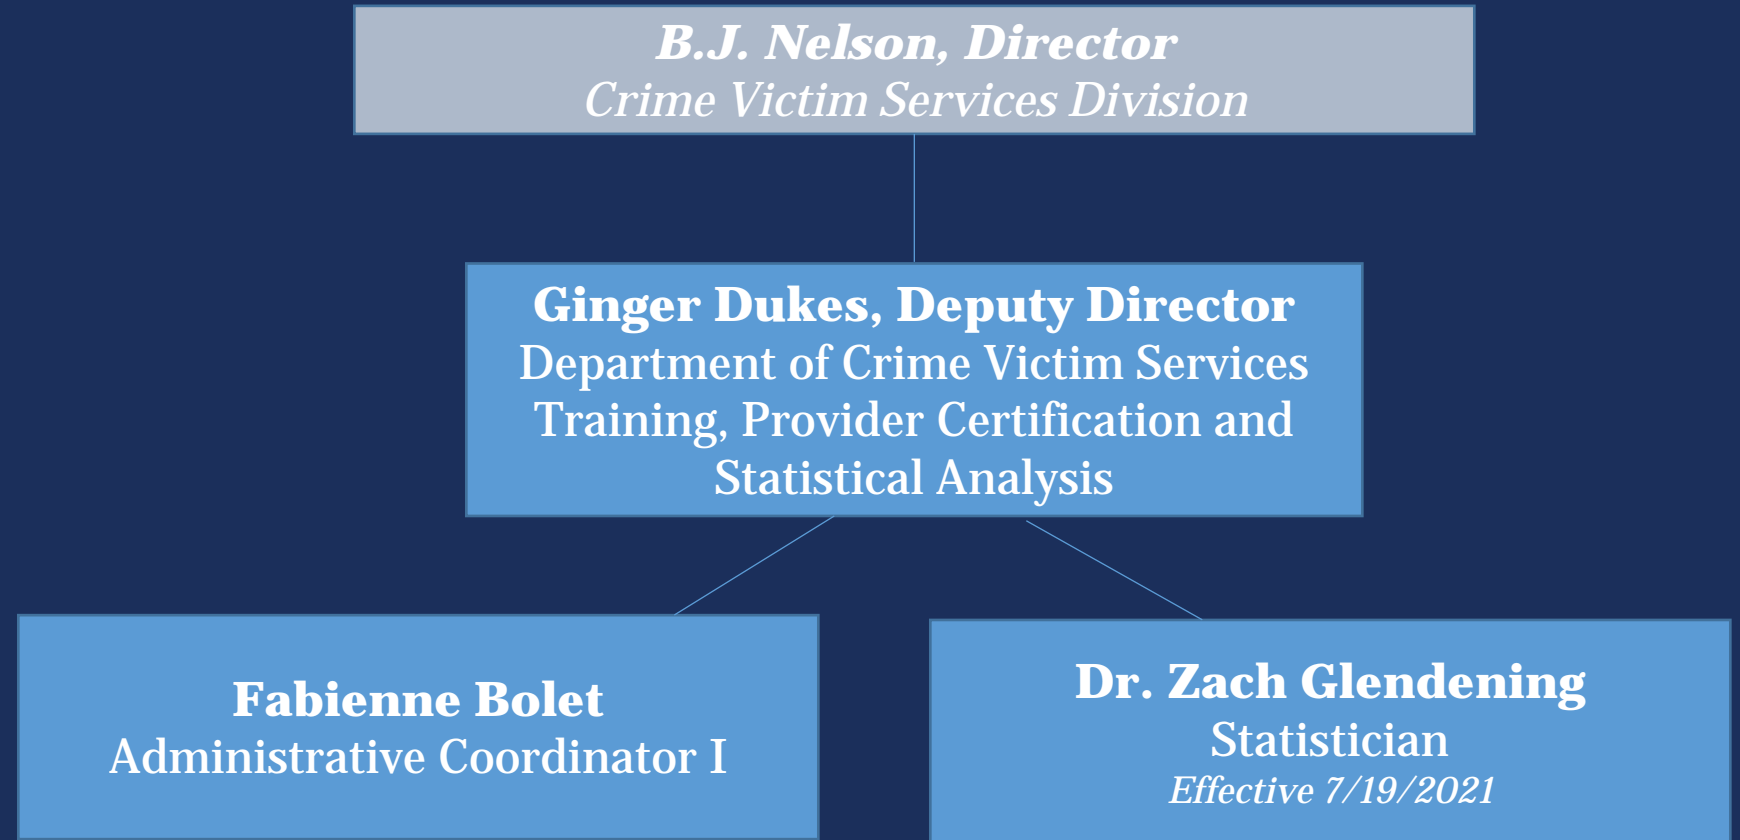 B.J. Nelson, Director
Crime Victim Services Division
Ginger Dukes, Deputy Director
Department of Crime Victim Services
Training, Provider Certification and
Statistical Analysis
Fabienne Bolet
Administrative Coordinator I
Dr. Zach Glendening
Statistician
Effective 7/19/2021